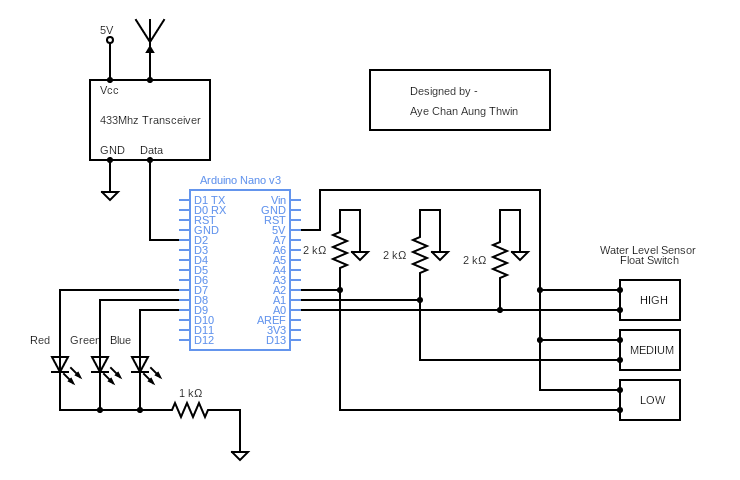 5V
Vcc
433Mhz Transceiver
GND Data
Designed by -
Aye Chan Aung Thwin
Arduino Nano v3
D1 TX Vin
D0 RX GND
RST RST
GND 5V
D2 A7
D3 A6
D4 A5
D5 A4
D6 A3
D7 A2
D8 A1
D9 A0
D10 AREF
D11 3V3
D12 D13
2 kΩ
2 kΩ
2 kΩ
Water Level Sensor
Float Switch
HIGH
MEDIUM
LOW
Red Green Blue
1 kΩ